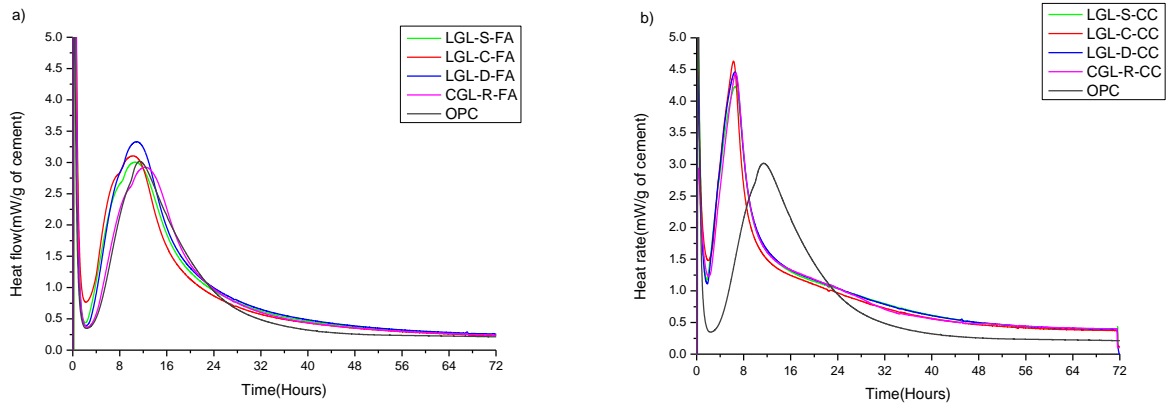 a)
LGL-S-FA
LGL-C-FA
LGL-D-FA
CGL-R-FA
OPC
Heat flow(mW/g of cement)
5.0
4.5
4.0
3.5
3.0
2.5
2.0
1.5
1.0
0.5
0.0
0 8 16 24 32 40 48 56 64 72
Time(Hours)
b)
LGL-S-CC
LGL-C-CC
LGL-D-CC
CGL-R-CC
OPC
Heat rate(mW/g of cement)
5.0
4.5
4.0
3.5
3.0
2.5
2.0
1.5
1.0
0.5
0.0
0 8 16 24 32 40 48 56 64 72
Time(Hours)